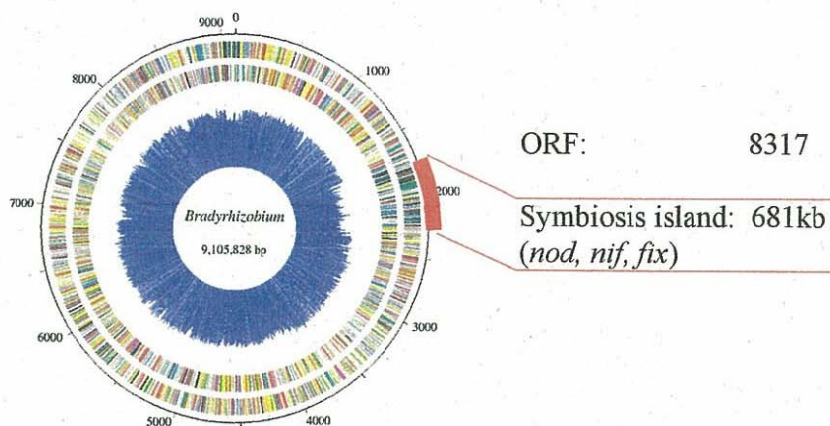 0
1000
2000
3000
4000
5000
6000
7000
8000
9000
Bradyrhizobium
9,105,828 bp
ORF: 8317
Symbiosis island: 681kb
(nod, nif, fix)